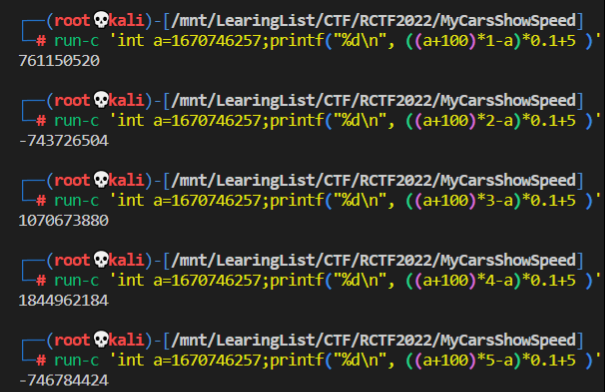 ┌──(root💀kali)-[/mnt/LearingList/CTF/RCTF2022/MyCarsShowSpeed]
└─# run-c 'int a=1670746257;printf("%d\n", ((a+100)*1-a)*0.1+5 )'
761150520
┌──(root💀kali)-[/mnt/LearingList/CTF/RCTF2022/MyCarsShowSpeed]
└─# run-c 'int a=1670746257;printf("%d\n", ((a+100)*2-a)*0.1+5 )'
-743726504
┌──(root💀kali)-[/mnt/LearingList/CTF/RCTF2022/MyCarsShowSpeed]
└─# run-c 'int a=1670746257;printf("%d\n", ((a+100)*3-a)*0.1+5 )'
1070673880
┌──(root💀kali)-[/mnt/LearingList/CTF/RCTF2022/MyCarsShowSpeed]
└─# run-c 'int a=1670746257;printf("%d\n", ((a+100)*4-a)*0.1+5 )'
1844962184
┌──(root💀kali)-[/mnt/LearingList/CTF/RCTF2022/MyCarsShowSpeed]
└─# run-c 'int a=1670746257;printf("%d\n", ((a+100)*5-a)*0.1+5 )'
-746784424